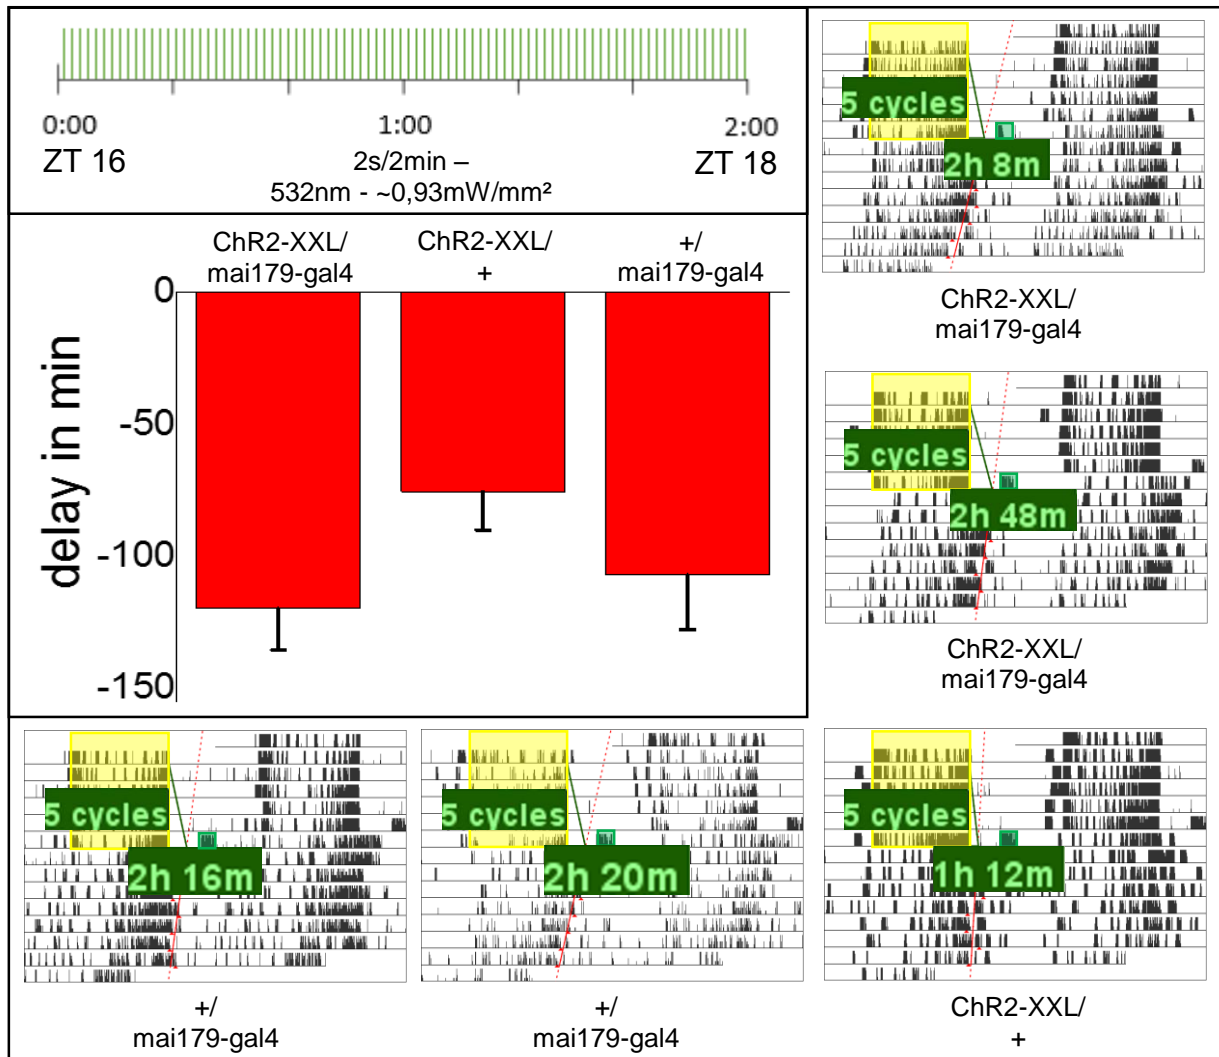 0:00
1:00
2:00
ZT 16
2s/2min –
ZT 18
532nm - ~0,93mW/mm²
ChR2-XXL/
mai179-gal4
ChR2-XXL/
+
+/
mai179-gal4
delay in min
0
-50
-100
-150
5 cycles
2h 8m
ChR2-XXL/
mai179-gal4
5 cycles
2h 48m
ChR2-XXL/
mai179-gal4
5 cycles
2h 16m
+/
mai179-gal4
5 cycles
2h 20m
+/
mai179-gal4
5 cycles
1h 12m
ChR2-XXL/
+